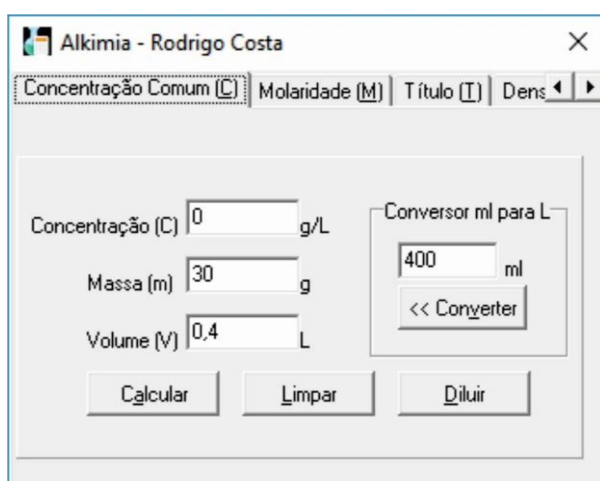 Alkimia - Rodrigo Costa
Concentração Comum (C) Molaridade (M) Título (T) Dens
Concentração (C) 0 g/L
Massa (m) 30 g
Volume (V) 0,4 L
Conversor ml para L
400 ml
<< Converter
Calcular Limpar Diluir